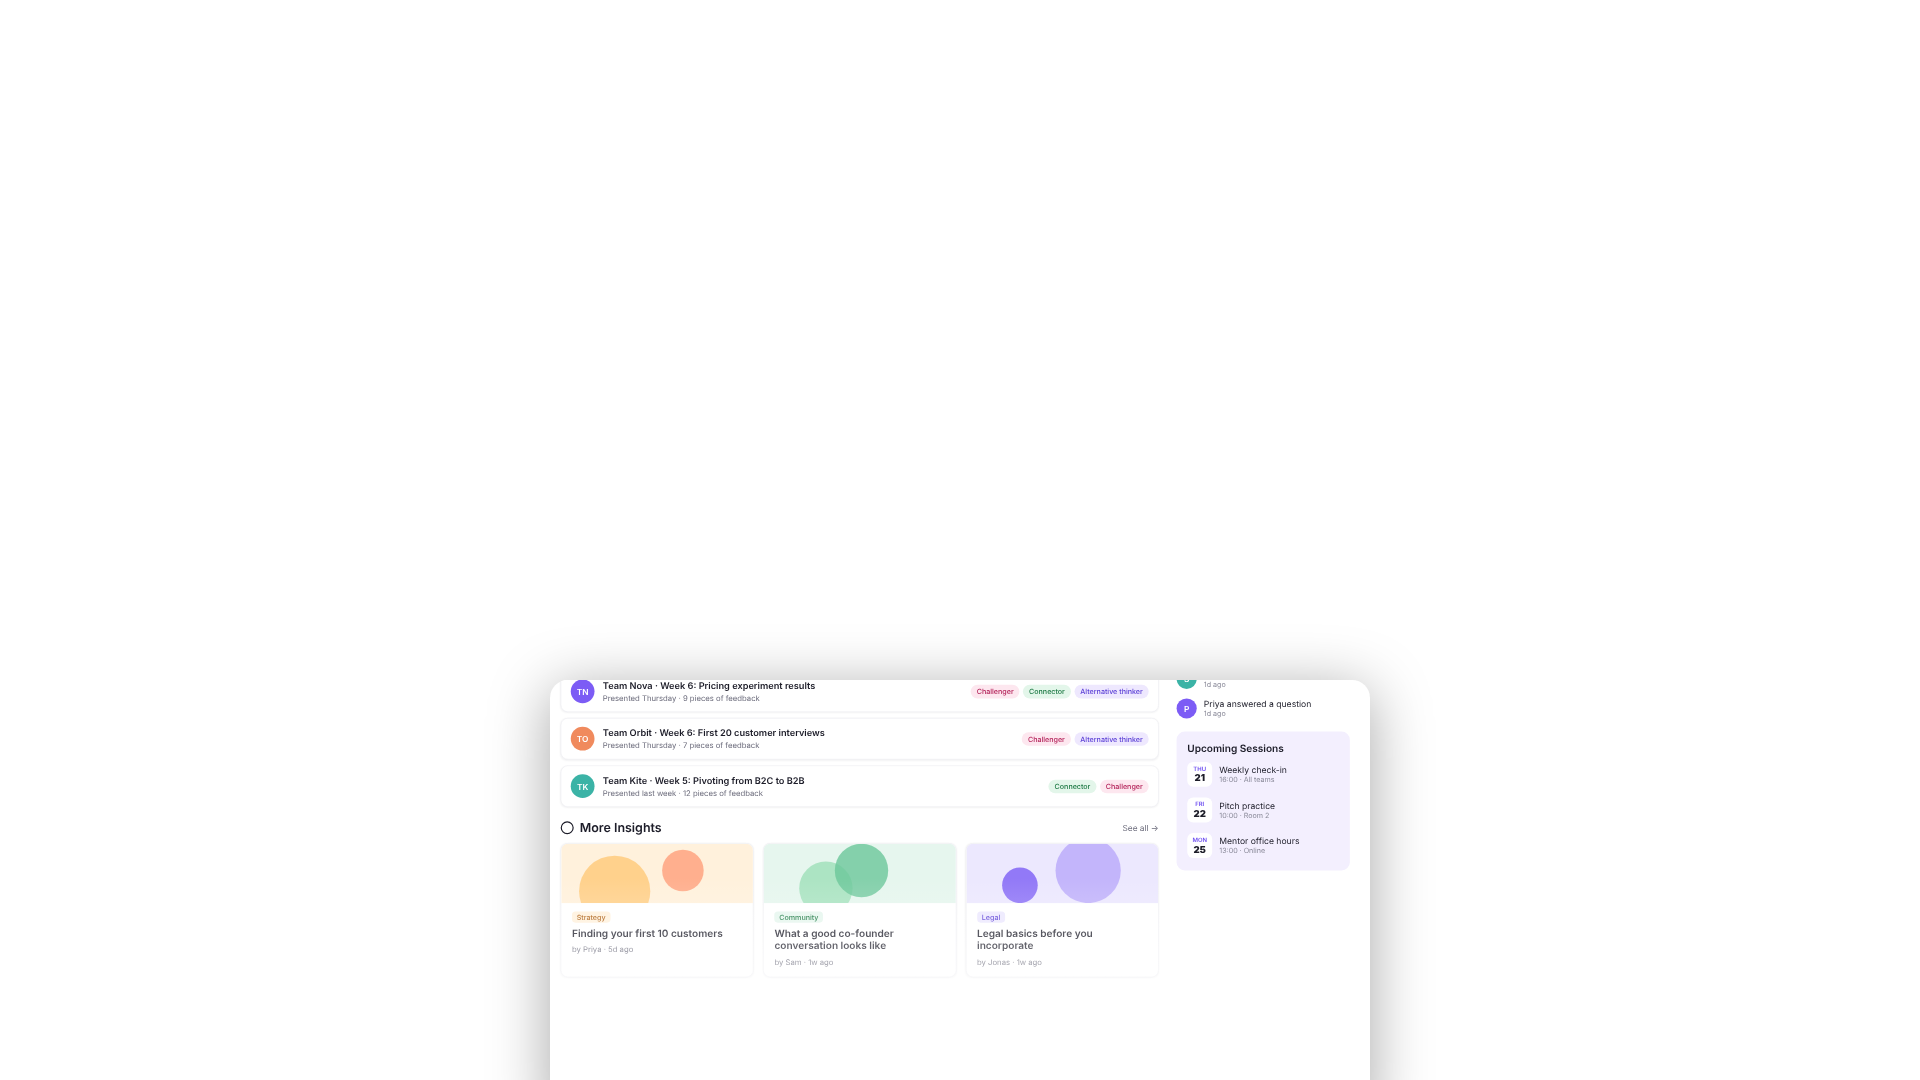 TN
Team Nova · Week 6: Pricing experiment results
Presented Thursday · 9 pieces of feedback
Challenger
Connector
Alternative thinker
TO
Team Orbit · Week 6: First 20 customer interviews
Presented Thursday · 7 pieces of feedback
Challenger
Alternative thinker
TK
Team Kite · Week 5: Pivoting from B2C to B2B
Presented last week · 12 pieces of feedback
Connector
Challenger
More Insights
See all →
Strategy
Finding your first 10 customers
by Priya · 5d ago
Community
What a good co-founder
conversation looks like
by Sam · 1w ago
Legal
Legal basics before you
incorporate
by Jonas · 1w ago
1d ago
P
Priya answered a question
1d ago
Upcoming Sessions
THU
21
Weekly check-in
16:00 · All teams
FRI
22
Pitch practice
10:00 · Room 2
MON
25
Mentor office hours
13:00 · Online